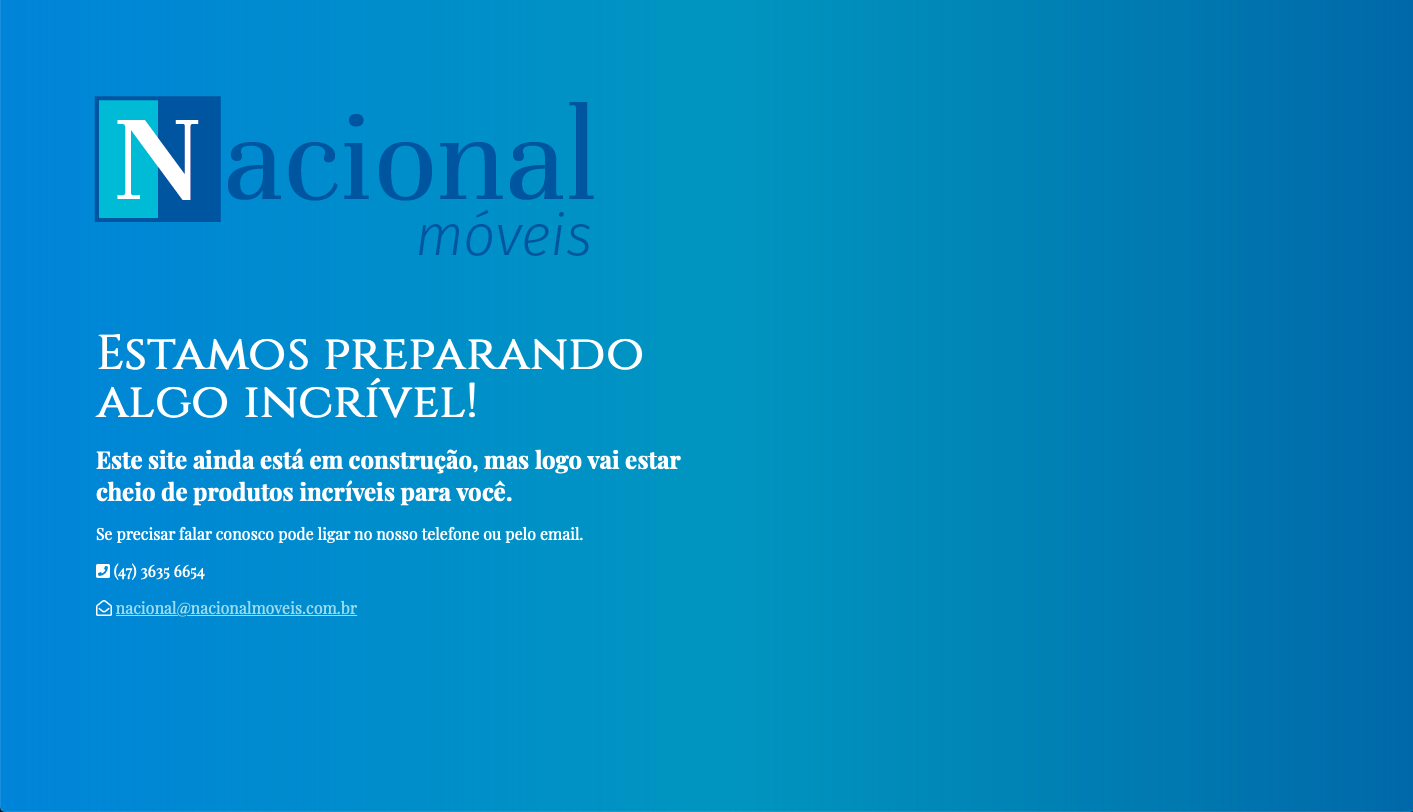 Nacional
móveis
Estamos preparando
algo incrível!
Este site ainda está em construção, mas logo vai estar
cheio de produtos incríveis para você.
Se precisar falar conosco pode ligar no nosso telefone ou pelo email.
(47) 3635 6654
nacional@nacionalmoveis.com.br